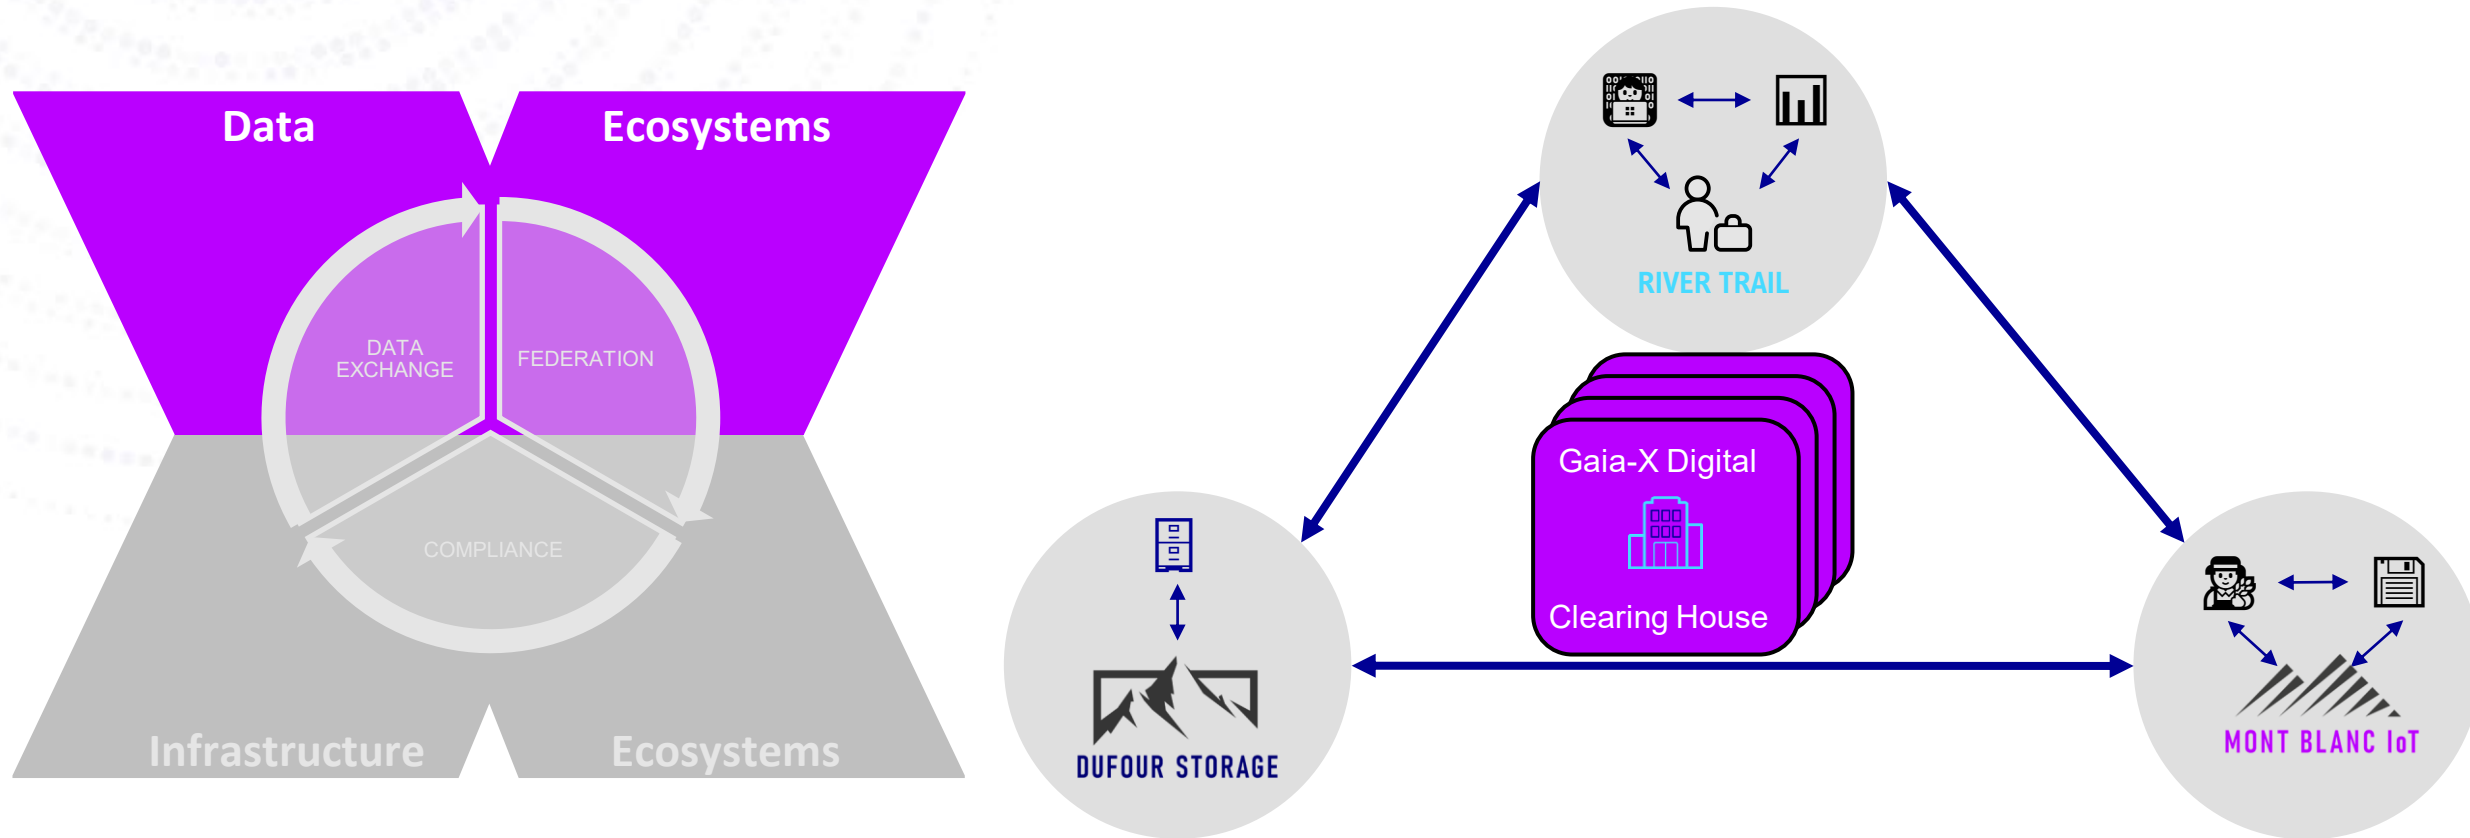 Data
Ecosystems
DATA
EXCHANGE
FEDERATION
COMPLIANCE
Infrastructure
Ecosystems
RIVER TRAIL
Gaia-X Digital
Clearing House
DUFOUR STORAGE
MONT BLANC IoT